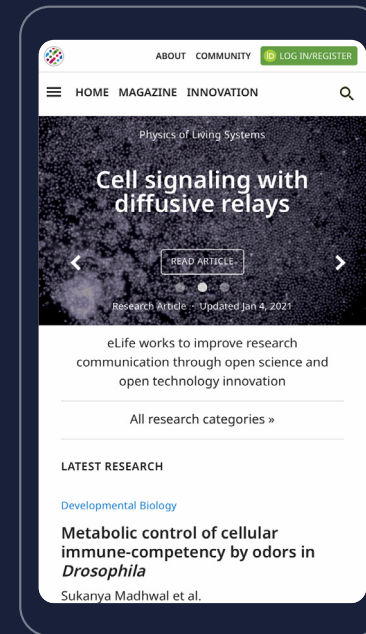 ABOUT COMMUNITY LOG IN/REGISTER
HOME MAGAZINE INNOVATION
Physics of Living Systems
Cell signaling with
diffusive relays
READ ARTICLE
Research Article · Updated Jan 4, 2021
eLife works to improve research
communication through open science and
open technology innovation
All research categories »
LATEST RESEARCH
Developmental Biology
Metabolic control of cellular
immune-competency by odors in
Drosophila
Sukanya Madhwal et al.